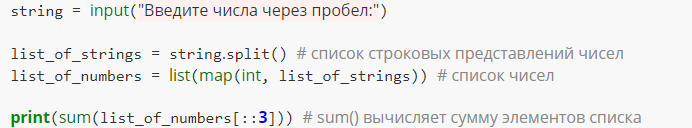 string = input("Введите числа через пробел:")
list_of_strings = string.split() # список строковых представлений чисел
list_of_numbers = list(map(int, list_of_strings)) # список чисел
print(sum(list_of_numbers[::3])) # sum() вычисляет сумму элементов списка